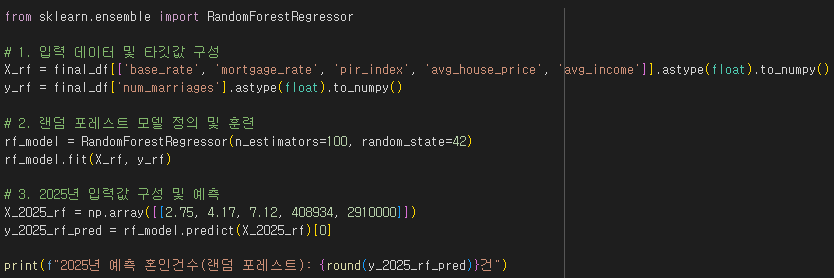 from sklearn.ensemble import RandomForestRegressor

# 1. 입력 데이터 및 타깃값 구성
X_rf = final_df[['base_rate', 'mortgage_rate', 'pir_index', 'avg_house_price', 'avg_income']].astype(float).to_numpy()
y_rf = final_df['num_marriages'].astype(float).to_numpy()

# 2. 랜덤 포레스트 모델 정의 및 훈련
rf_model = RandomForestRegressor(n_estimators=100, random_state=42)
rf_model.fit(X_rf, y_rf)

# 3. 2025년 입력값 구성 및 예측
X_2025_rf = np.array([[2.75, 4.17, 7.12, 408934, 2910000]])
y_2025_rf_pred = rf_model.predict(X_2025_rf)[0]

print(f"2025년 예측 혼인건수(랜덤 포레스트): {round(y_2025_rf_pred)}건")